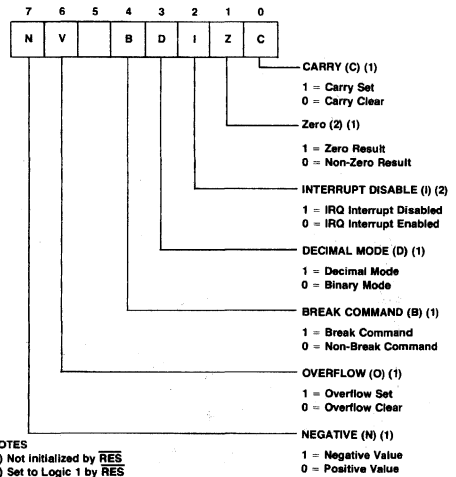 7 6 5 4 3 2 1 0
N V B D I Z C
CARRY (C) (1)
1 = Carry Set
0 = Carry Clear
Zero (2) (1)
1 = Zero Result
0 = Non-Zero Result
INTERRUPT DISABLE (I) (2)
1 = IRQ Interrupt Disabled
0 = IRQ Interrupt Enabled
DECIMAL MODE (D) (1)
1 = Decimal Mode
0 = Binary Mode
BREAK COMMAND (B) (1)
1 = Break Command
0 = Non-Break Command
OVERFLOW (O) (1)
1 = Overflow Set
0 = Overflow Clear
NEGATIVE (N) (1)
1 = Negative Value
0 = Positive Value
OTES
) Not initialized by RES
) Set to Logic 1 by RES